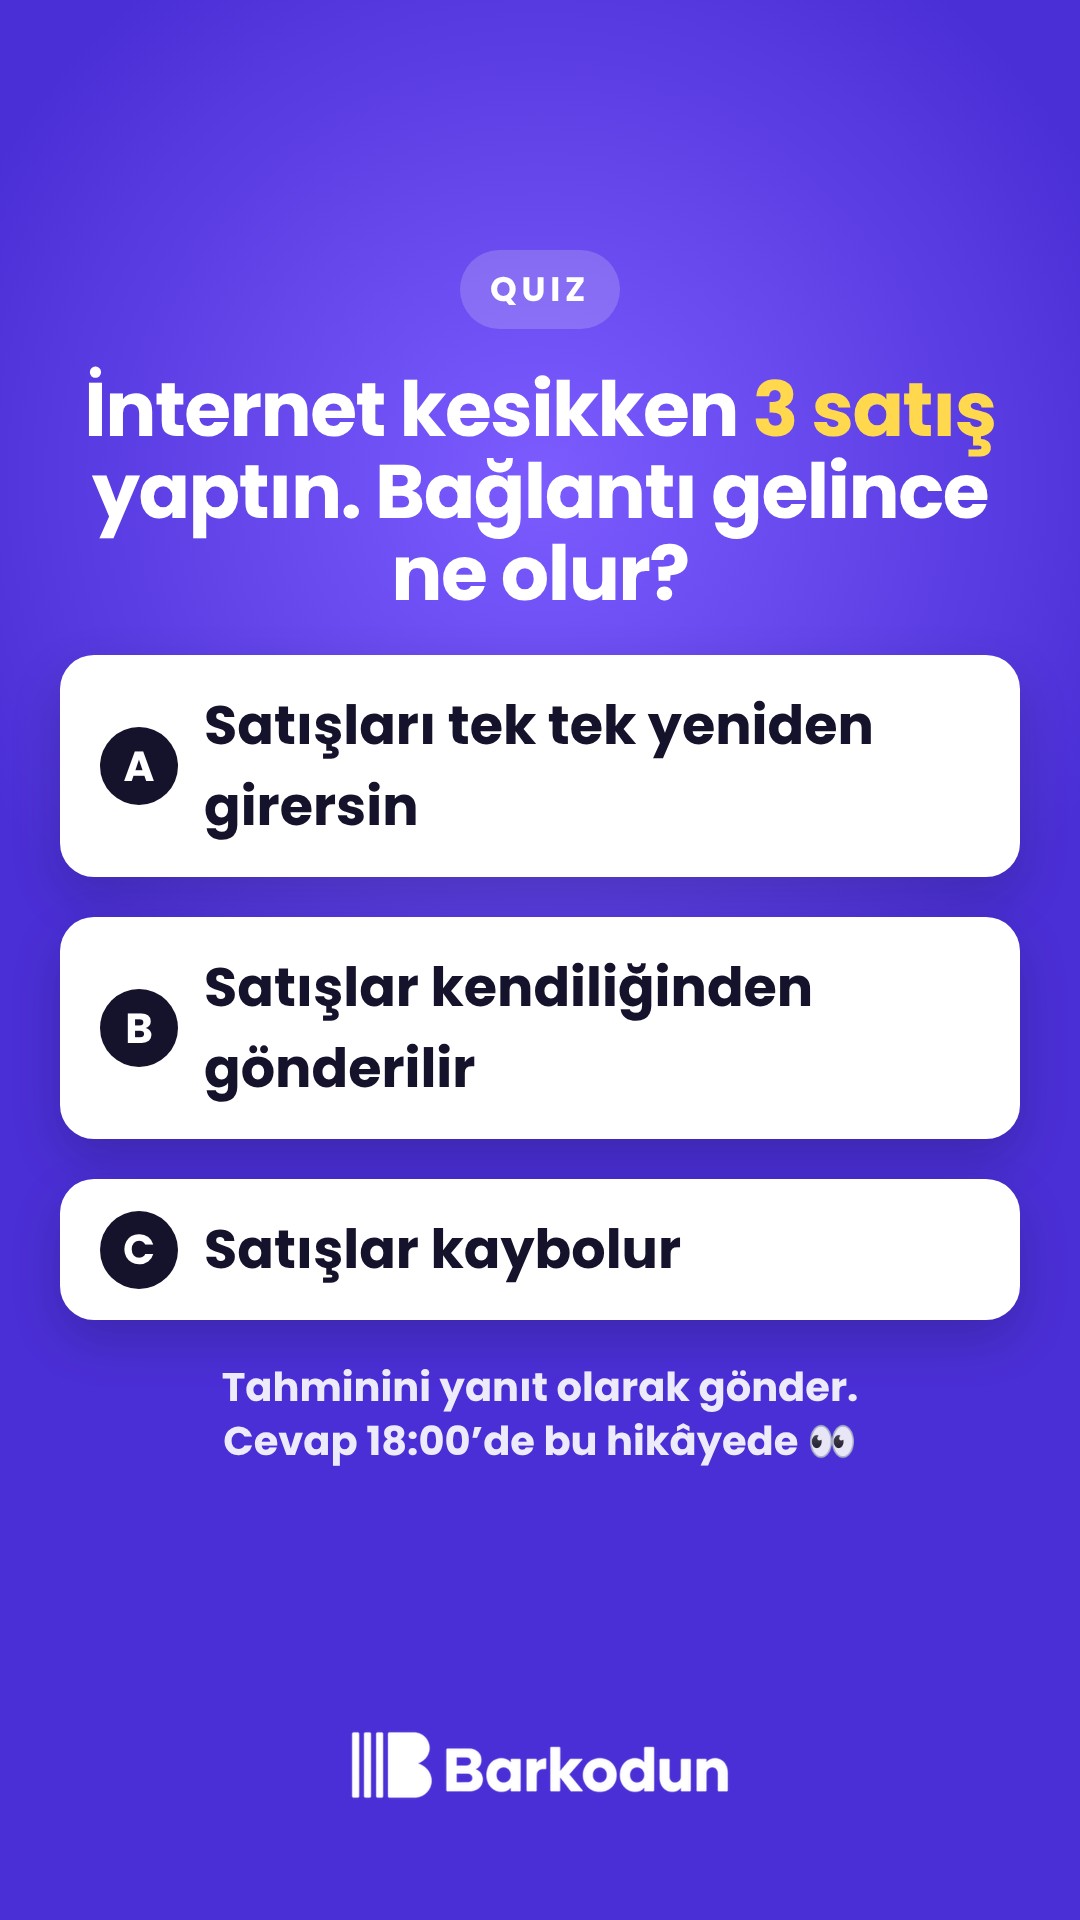 QUIZ
İnternet kesikken 3 satış
yaptın. Bağlantı gelince
ne olur?
A
Satışları tek tek yeniden
girersin
B
Satışlar kendiliğinden
gönderilir
C
Satışlar kaybolur
Tahminini yanıt olarak gönder.
Cevap 18:00’de bu hikâyede 👀
Barkodun